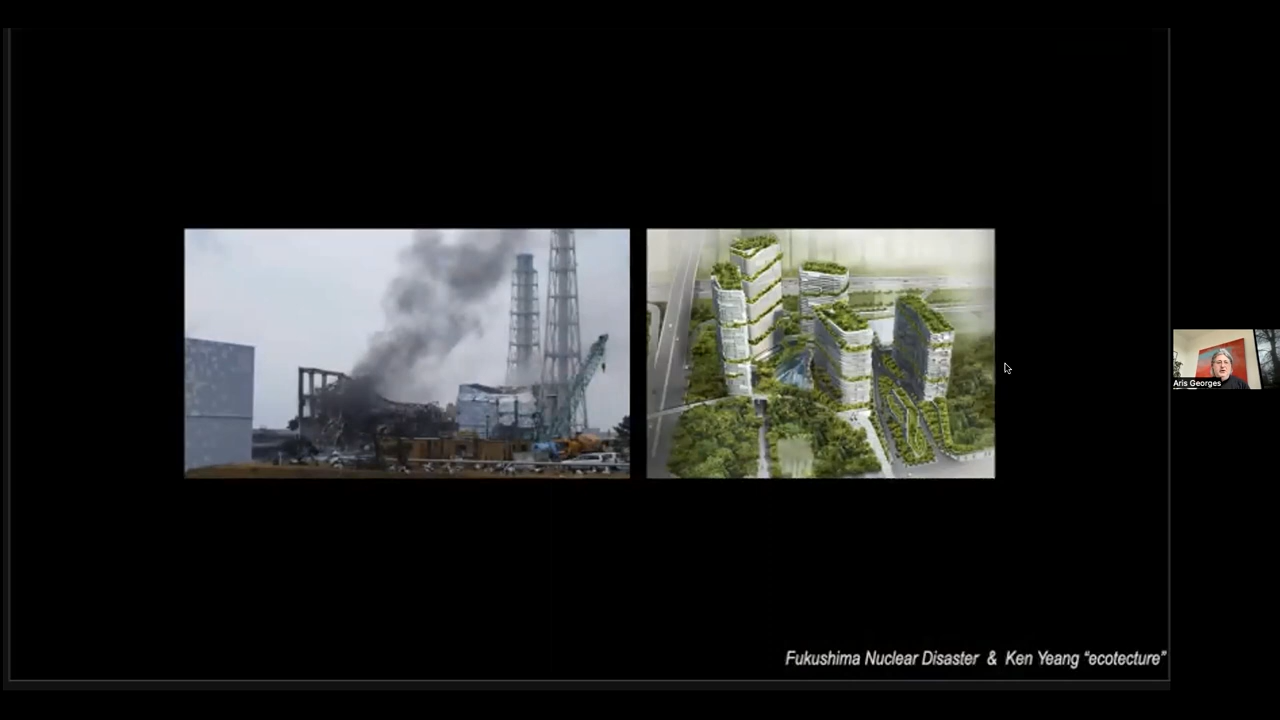 Aris Georges
Fukushima Nuclear Disaster & Ken Yeang “ecotecture”